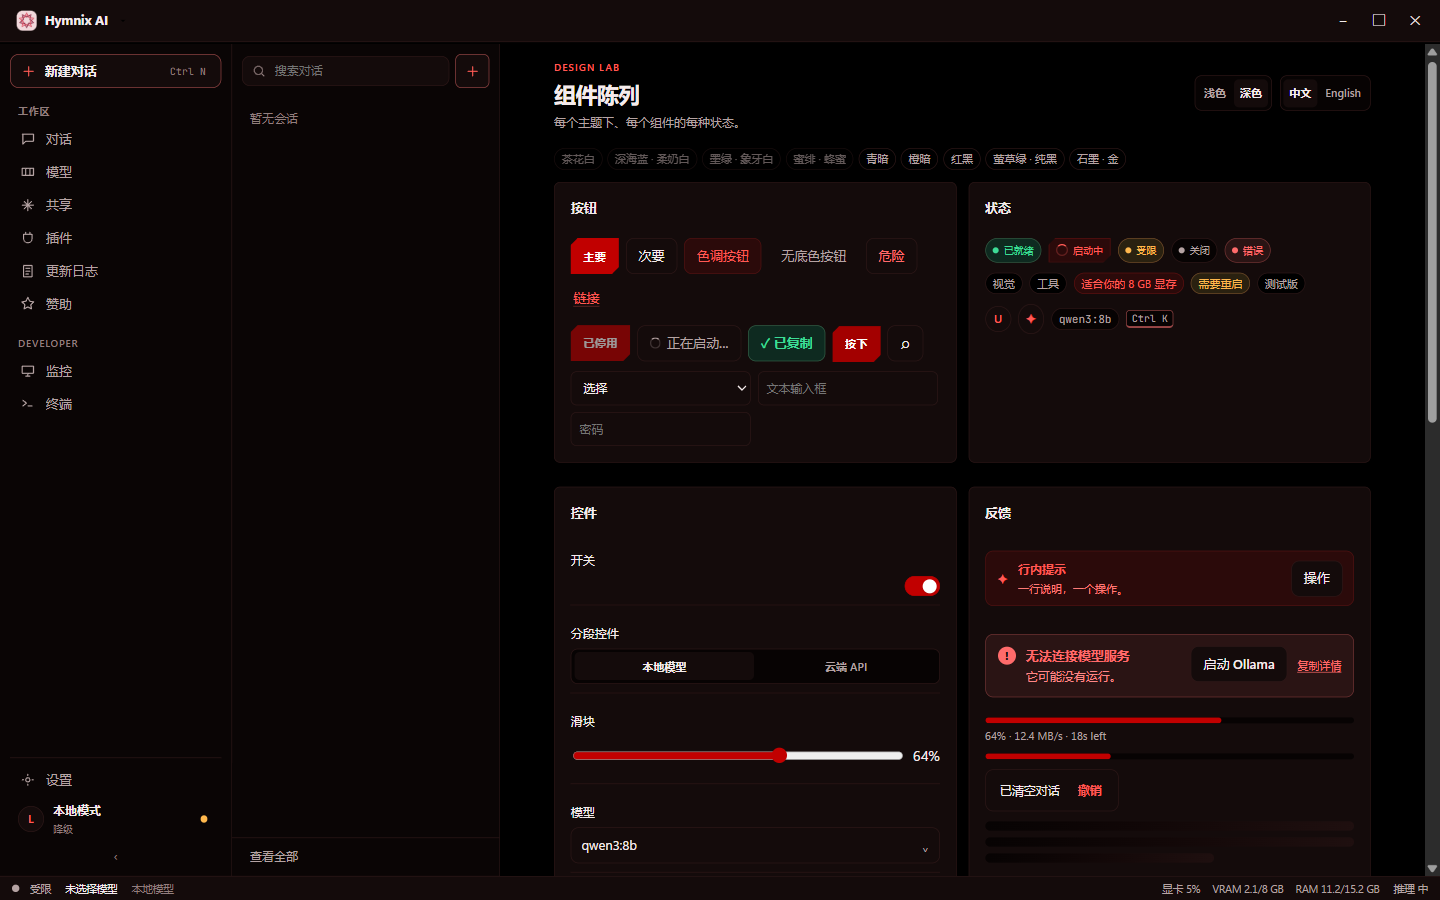 Hymnix AI
新建对话 Ctrl N
工作区
对话
模型
共享
插件
更新日志
赞助
DEVELOPER
监控
终端
设置
L 本地模式
降级
搜索对话
暂无会话
查看全部
DESIGN LAB
组件陈列
每个主题下、每个组件的每种状态。
浅色 深色 中文 English
茶花白 深海蓝 · 柔奶白 墨绿 · 象牙白 蜜绯 · 蜂蜜 青暗 橙暗 红黑 萤草绿 · 纯黑 石墨 · 金
按钮
主要 次要 色调按钮 无底色按钮 危险
链接
已停用 正在启动... ✓ 已复制 按下
选择 文本输入框
密码
状态
已就绪 启动中 受限 关闭 错误
视觉 工具 适合你的 8 GB 显存 需要重启 测试版
U qwen3:8b Ctrl K
控件
开关
分段控件
本地模型 云端 API
滑块
64%
模型
qwen3:8b
反馈
行内提示
一行说明，一个操作。
操作
无法连接模型服务
它可能没有运行。
启动 Ollama 复制详情
64% · 12.4 MB/s · 18s left
已清空对话 撤销
受限 未选择模型 本地模型
显卡 5% VRAM 2.1/8 GB RAM 11.2/15.2 GB 推理 中